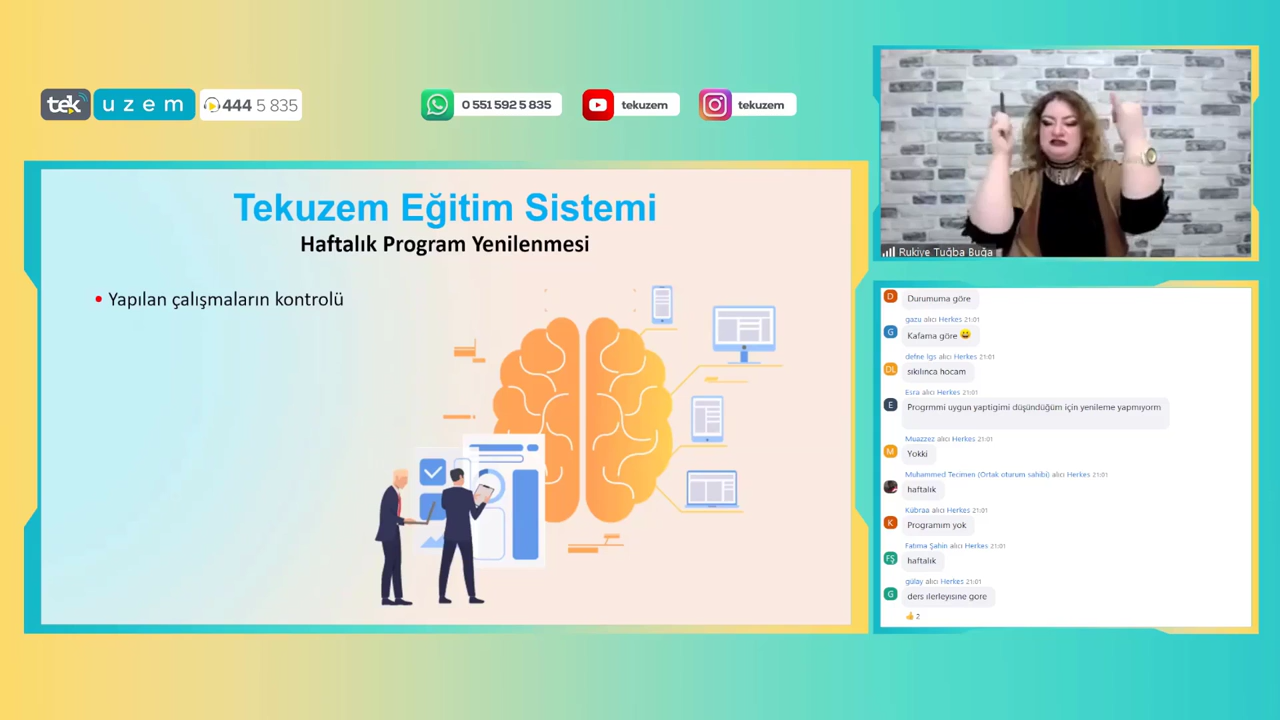 tek uzem 444 5 835
0 551 592 5 835
tekuzem
tekuzem
Tekuzem Eğitim Sistemi
Haftalık Program Yenilenmesi
• Yapılan çalışmaların kontrolü
Rukiye Tuğba Buğa
D
Durumuma göre
gazu alıcı Herkes 21:01
G
Kafama göre 😀
defne lgs alıcı Herkes 21:01
DL
sıkılınca hocam
Esra alıcı Herkes 21:01
E
Progrmmi uygun yaptigimi düşündüğüm için yenileme yapmıyorm
Muazzez alıcı Herkes 21:01
M
Yokki
Muhammed Tecimen (Ortak oturum sahibi) alıcı Herkes 21:01
haftalık
Kübraa alıcı Herkes 21:01
K
Programım yok
Fatıma Şahin alıcı Herkes 21:01
FŞ
haftalık
gülay alıcı Herkes 21:01
G
ders ılerleyısıne gore
👍 2